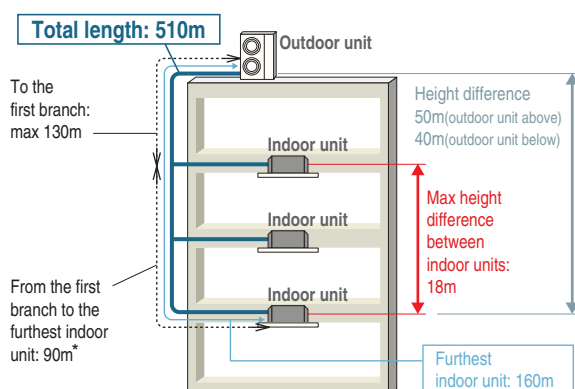 Total length: 510m
Outdoor unit
To the
first branch:
max 130m
Height difference
50m(outdoor unit above)
40m(outdoor unit below)
Indoor unit
Max height
difference
between
indoor units:
18m
Indoor unit
From the first
branch to the
furthest indoor
unit: 90m*
Indoor unit
Furthest
indoor unit: 160m